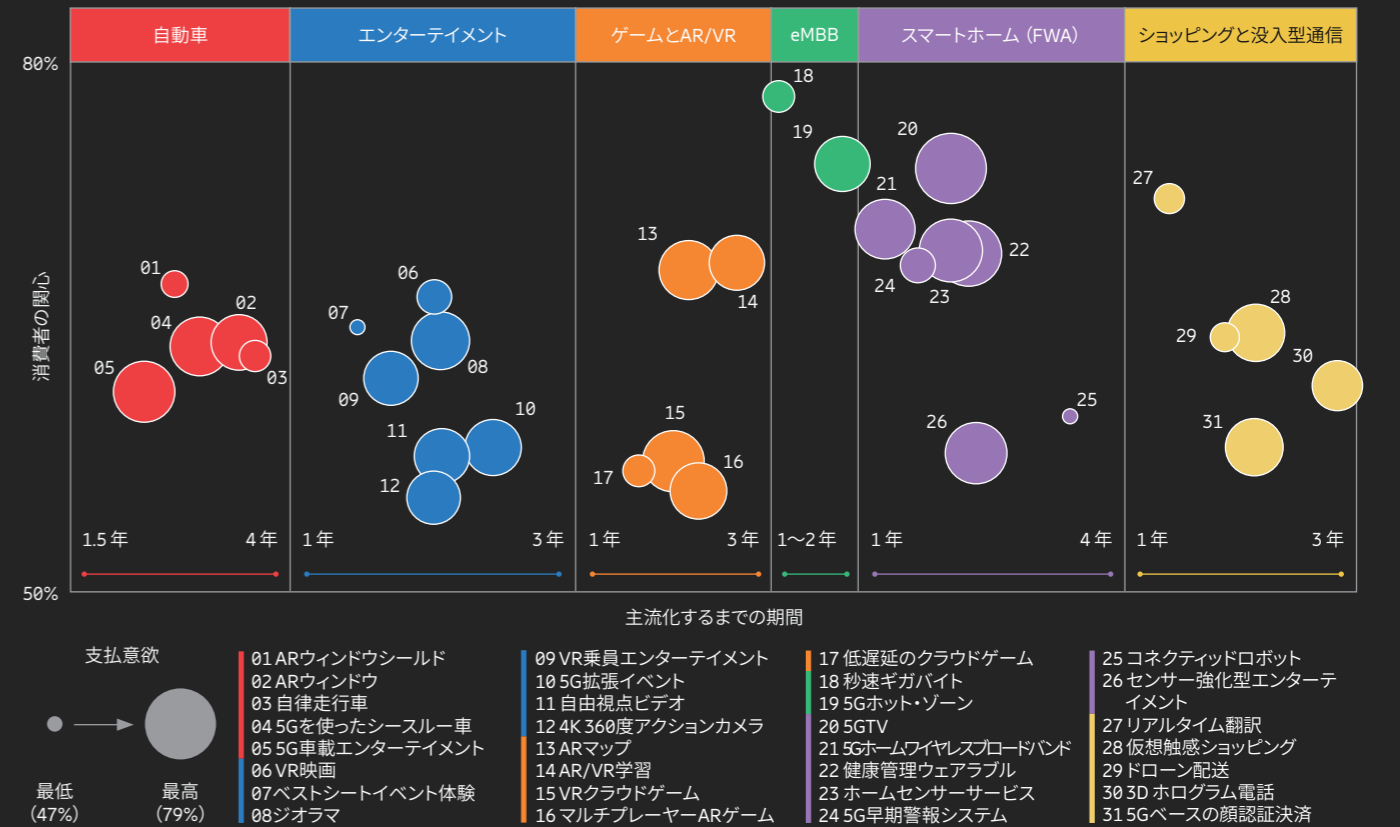 自動車
エンターテイメント
ゲームとAR/VR
eMBB
スマートホーム (FWA)
ショッピングと没入型通信
80%
消費者の関心
50%
01
02
04
05
03
06
07
08
09
10
11
12
13
14
15
16
17
18
19
20
21
22
24
23
25
26
27
28
29
30
31
1.5 年
4 年
1 年
3 年
1 年
3 年
1～2 年
1 年
4 年
1 年
3 年
主流化するまでの期間
支払意欲
最低
(47%)
最高
(79%)
01 ARウィンドウシールド
02 ARウィンドウ
03 自律走行車
04 5Gを使ったシースルー車
05 5G車載エンターテイメント
06 VR映画
07 ベストシートイベント体験
08 ジオラマ
09 VR乗員エンターテイメント
10 5G拡張イベント
11 自由視点ビデオ
12 4K 360度アクションカメラ
13 ARマップ
14 AR/VR学習
15 VRクラウドゲーム
16 マルチプレーヤーARゲーム
17 低遅延のクラウドゲーム
18 秒速ギガバイト
19 5Gホット・ゾーン
20 5GTV
21 5Gホームワイヤレスブロードバンド
22 健康管理ウェアラブル
23 ホームセンサーサービス
24 5G早期警報システム
25 コネクティッドロボット
26 センサー強化型エンターテ
イメント
27 リアルタイム翻訳
28 仮想触感ショッピング
29 ドローン配送
30 3D ホログラム電話
31 5Gベースの顔認証決済